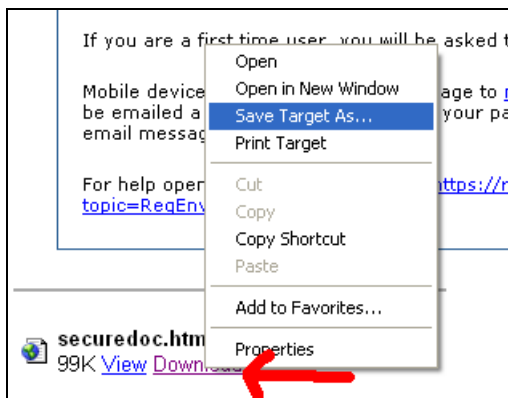 If you are a first time user, you will be asked t
Mobile device
age to
be emailed a
your pa
email messag
For help oper
https://r
topic=RegEnv
Open
Open in New Window
Save Target As...
Print Target
Cut
Copy
Copy Shortcut
Paste
Add to Favorites...
Properties
securedoc.htm
99K View Download